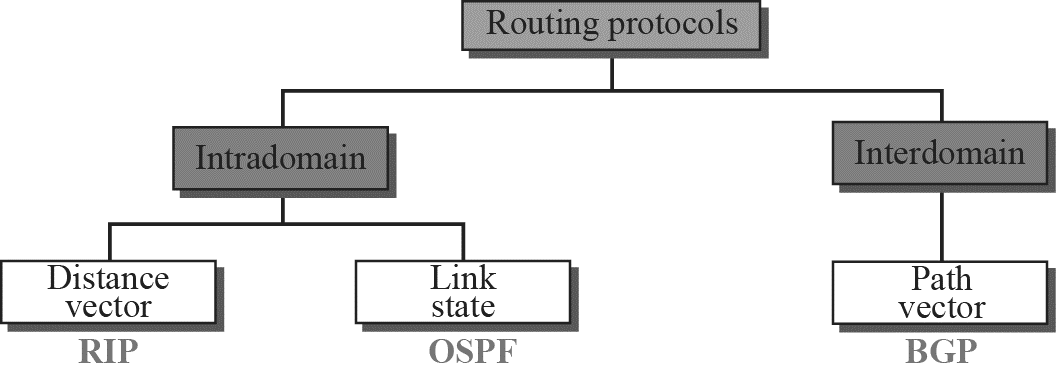 Routing protocols
Intradomain
Interdomain
Distance
vector
Link
state
Path
vector
RIP
OSPF
BGP